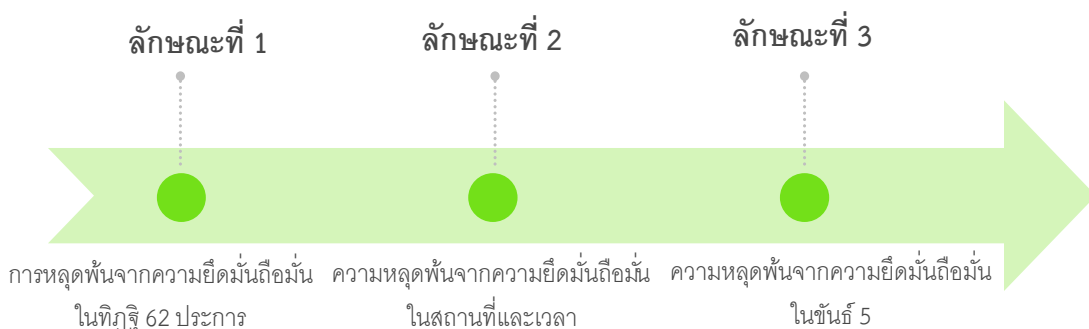 ลักษณะที่ 1
ลักษณะที่ 2
ลักษณะที่ 3
การหลุดพ้นจากความยึดมั่นถือมั่น
ในทิฏฐิ 62 ประการ
ความหลุดพ้นจากความยึดมั่นถือมั่น
ในสถานที่และเวลา
ความหลุดพ้นจากความยึดมั่นถือมั่น
ในขันธ์ 5